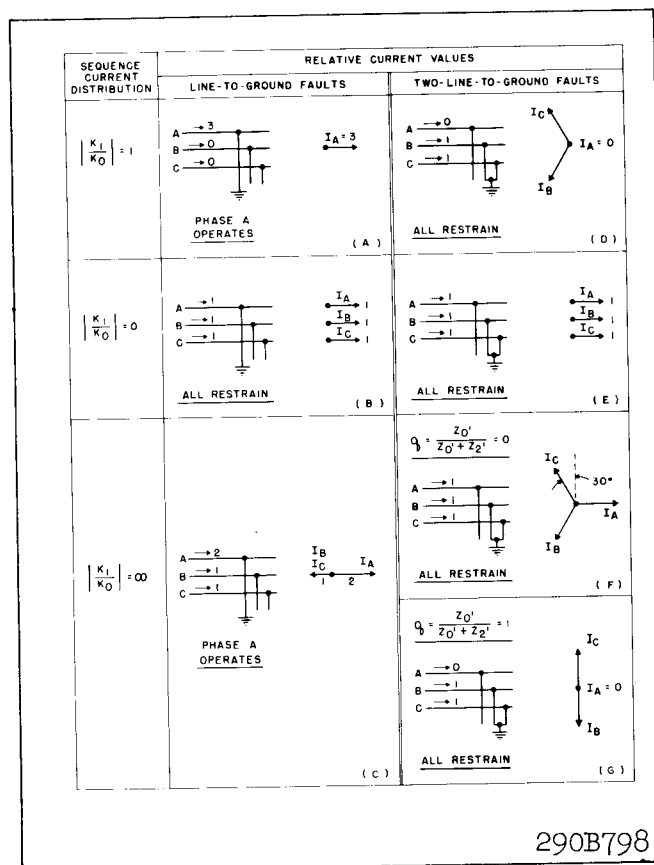 SEQUENCE
CURRENT
DISTRIBUTION
RELATIVE CURRENT VALUES
LINE-TO-GROUND FAULTS
TWO-LINE-TO-GROUND FAULTS
|K1/K0| = 1
A → 3
B → 0
C → 0
IA = 3
PHASE A
OPERATES
(A)
A → 0
B → 1
C → 1
IC
IA = 0
IB
ALL RESTRAIN
(D)
|K1/K0| = 0
A → 1
B → 1
C → 1
IA 1
IB 1
IC 1
ALL RESTRAIN
(B)
A → 1
B → 1
C → 1
IA 1
IB 1
IC 1
ALL RESTRAIN
(E)
|K1/K0| = ∞
A → 2
B → 1
C → 1
IB
IC IA
1 2
PHASE A
OPERATES
(C)
= Z0' / Z0' + Z2' = 0
A → 1
B → 1
C → 1
IC
30°
IA
IB
ALL RESTRAIN
(F)
= Z0' / Z0' + Z2' = 1
A → 0
B → 1
C → 1
IC
IA = 0
IB
ALL RESTRAIN
(G)
290B798